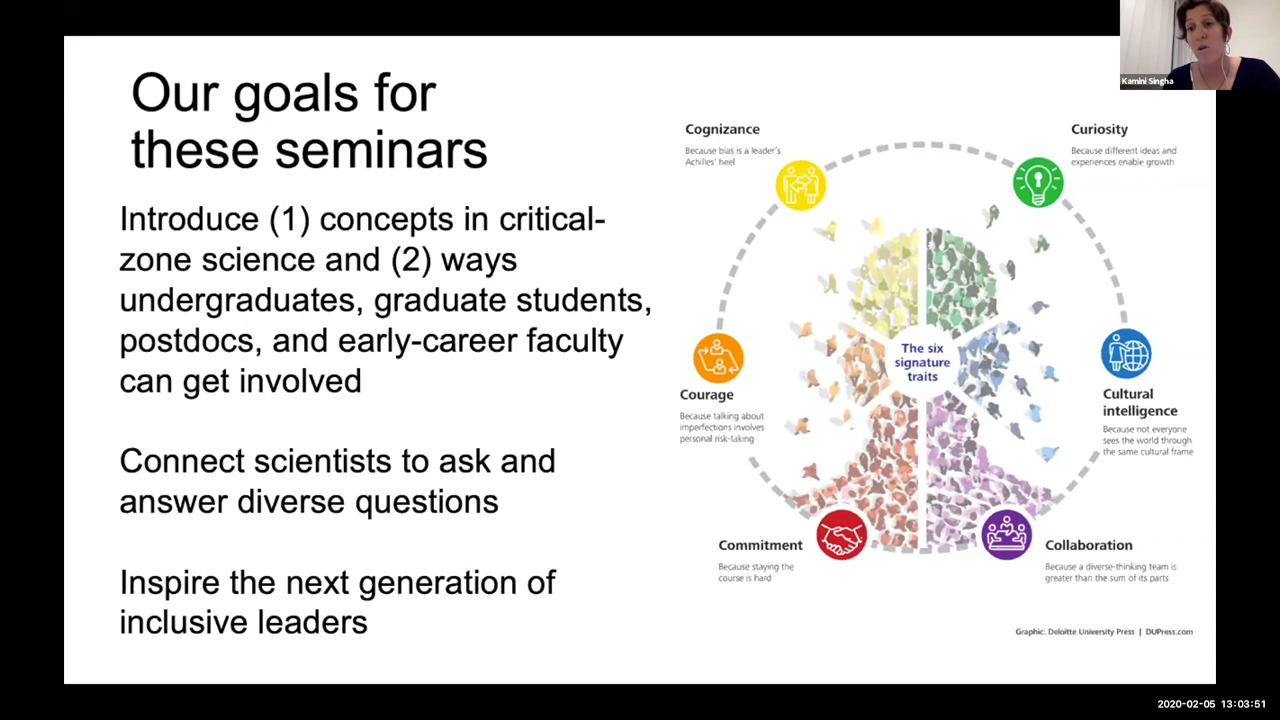 Our goals for
these seminars
Introduce (1) concepts in critical-
zone science and (2) ways
undergraduates, graduate students,
postdocs, and early-career faculty
can get involved
Connect scientists to ask and
answer diverse questions
Inspire the next generation of
inclusive leaders
Cognizance
Because bias is a leader's
Achilles' heel
Curiosity
Because different ideas and
experiences enable growth
The six
signature
traits
Courage
Because talking about
imperfections involves
personal risk-taking
Cultural
intelligence
Because not everyone
sees the world through
the same cultural frame
Commitment
Because staying the
course is hard
Collaboration
Because a diverse-thinking team is
greater than the sum of its parts
Graphic: Deloitte University Press | DUPress.com
Kamini Singha
2020-02-05 13:03:51